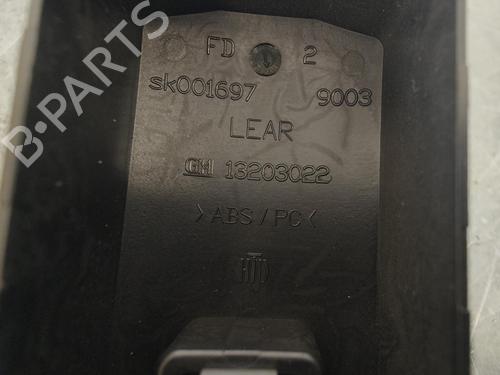 B-Parts
FD 2
sk001697 9003
LEAR
GM 13203022
>ABS/PC<